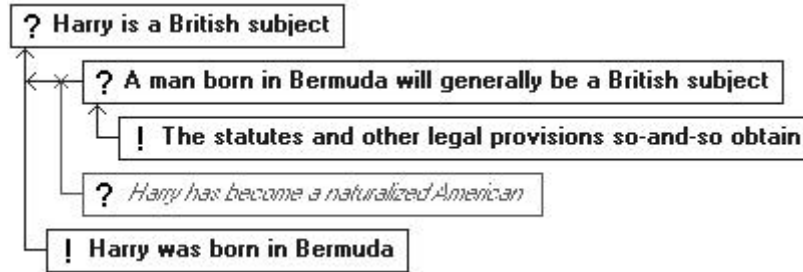 ? Harry is a British subject
? A man born in Bermuda will generally be a British subject
! The statutes and other legal provisions so-and-so obtain
? Harry has become a naturalized American
! Harry was born in Bermuda